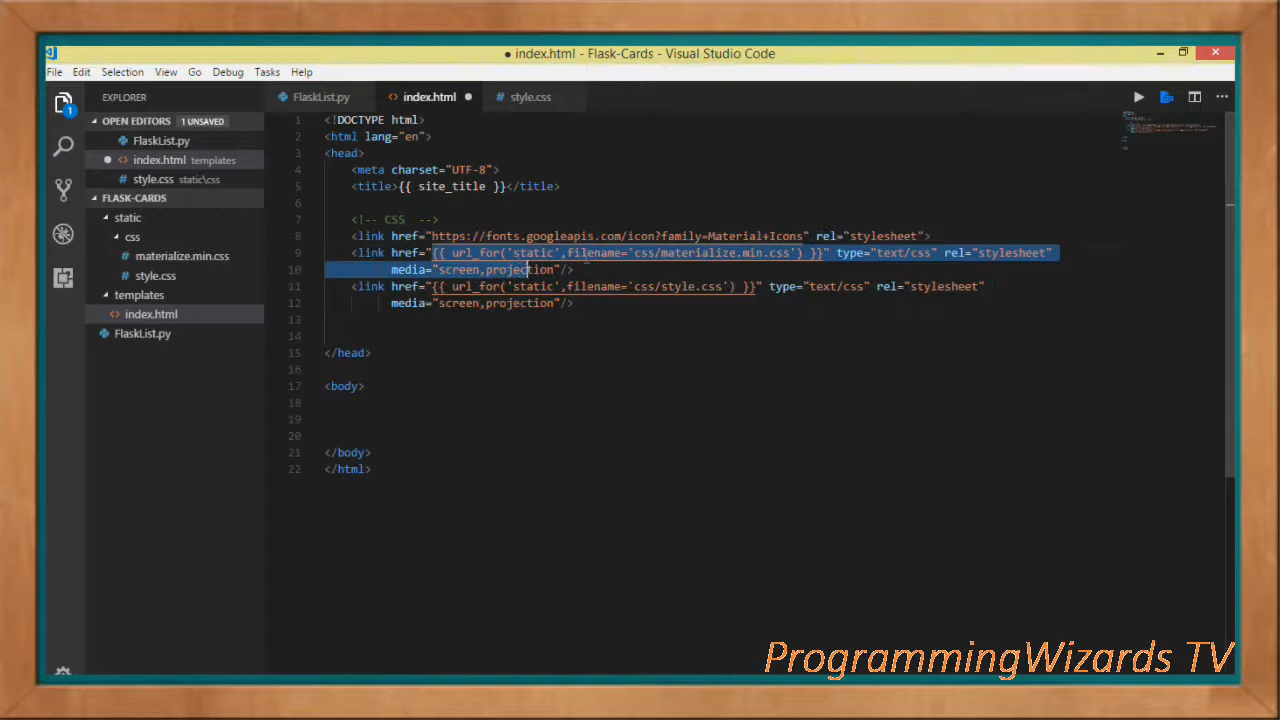 ● index.html - Flask-Cards - Visual Studio Code
File Edit Selection View Go Debug Tasks Help
EXPLORER
FlaskList.py
index.html
style.css
OPEN EDITORS 1 UNSAVED
FlaskList.py
index.html templates
style.css static\css
FLASK-CARDS
static
css
materialize.min.css
style.css
templates
index.html
FlaskList.py
1
1 <!DOCTYPE html>
2 <html lang="en">
3 <head>
4 <meta charset="UTF-8">
5 <title>{{ site_title }}</title>
6
7 <!-- CSS -->
8 <link href="https://fonts.googleapis.com/icon?family=Material+Icons" rel="stylesheet">
9 <link href="{{ url_for('static',filename='css/materialize.min.css') }}" type="text/css" rel="stylesheet"
10 media="screen,projection"/>
11 <link href="{{ url_for('static',filename='css/style.css') }}" type="text/css" rel="stylesheet"
12 media="screen,projection"/>
13
14
15 </head>
16
17 <body>
18
19
20
21 </body>
22 </html>
ProgrammingWizards TV